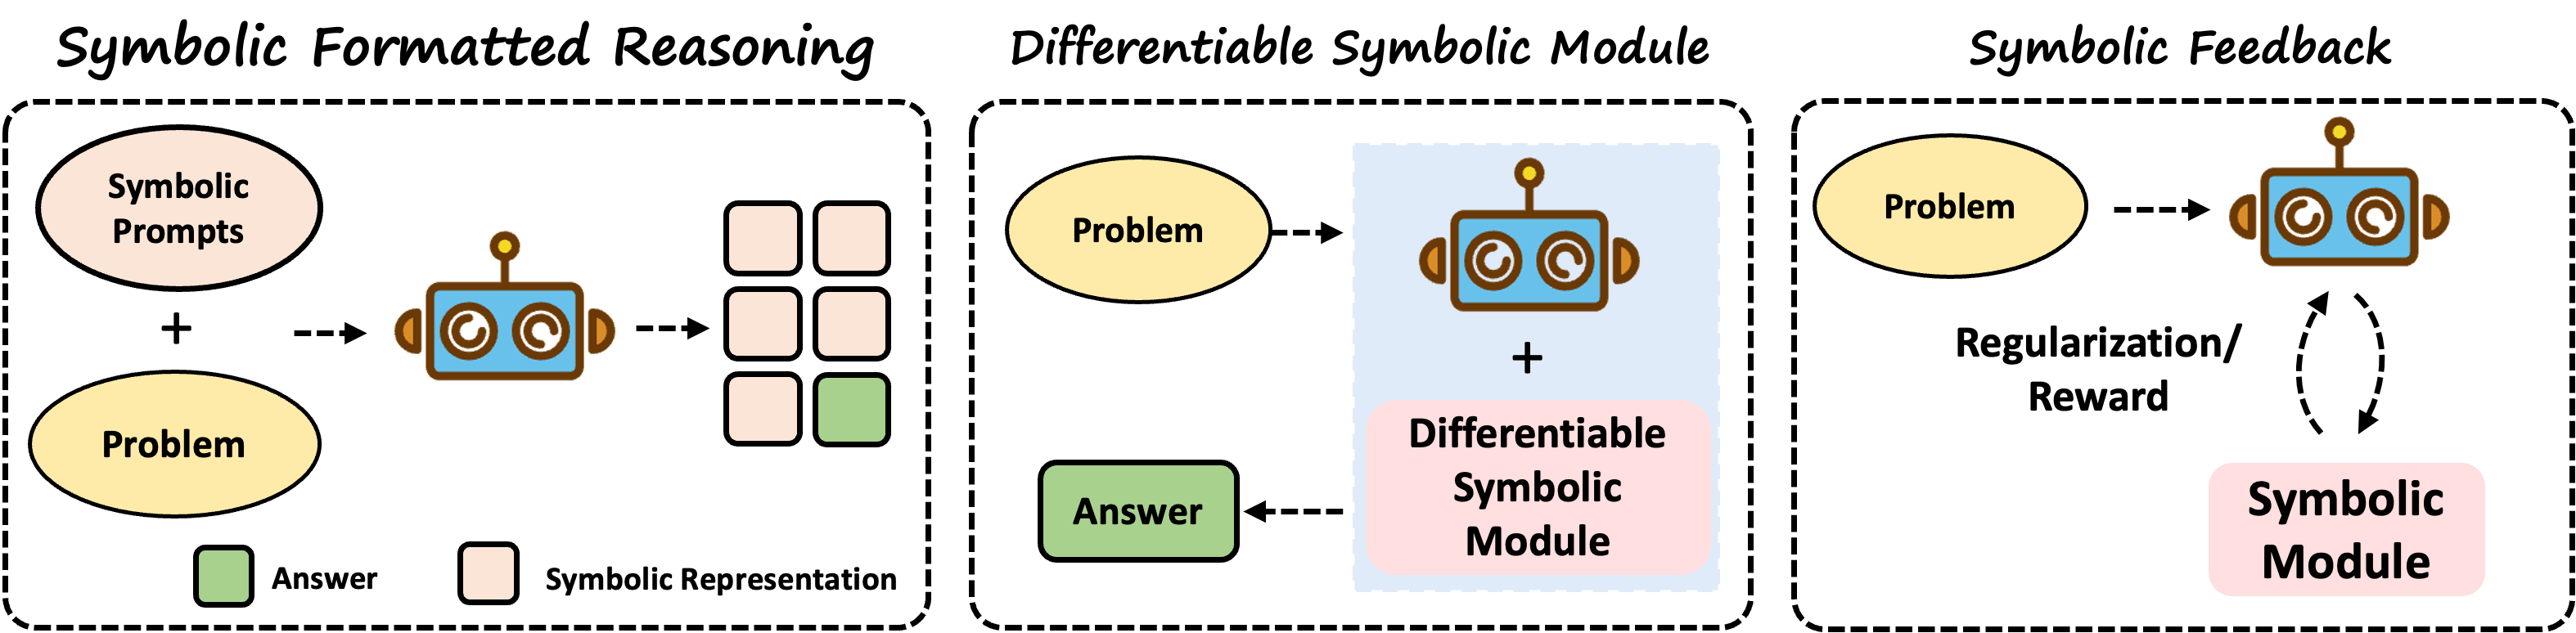 Symbolic Formatted Reasoning
Symbolic
Prompts
+
Problem
Answer
Symbolic Representation
Differentiable Symbolic Module
Problem
+
Differentiable
Symbolic
Module
Answer
Symbolic Feedback
Problem
Regularization/
Reward
Symbolic
Module